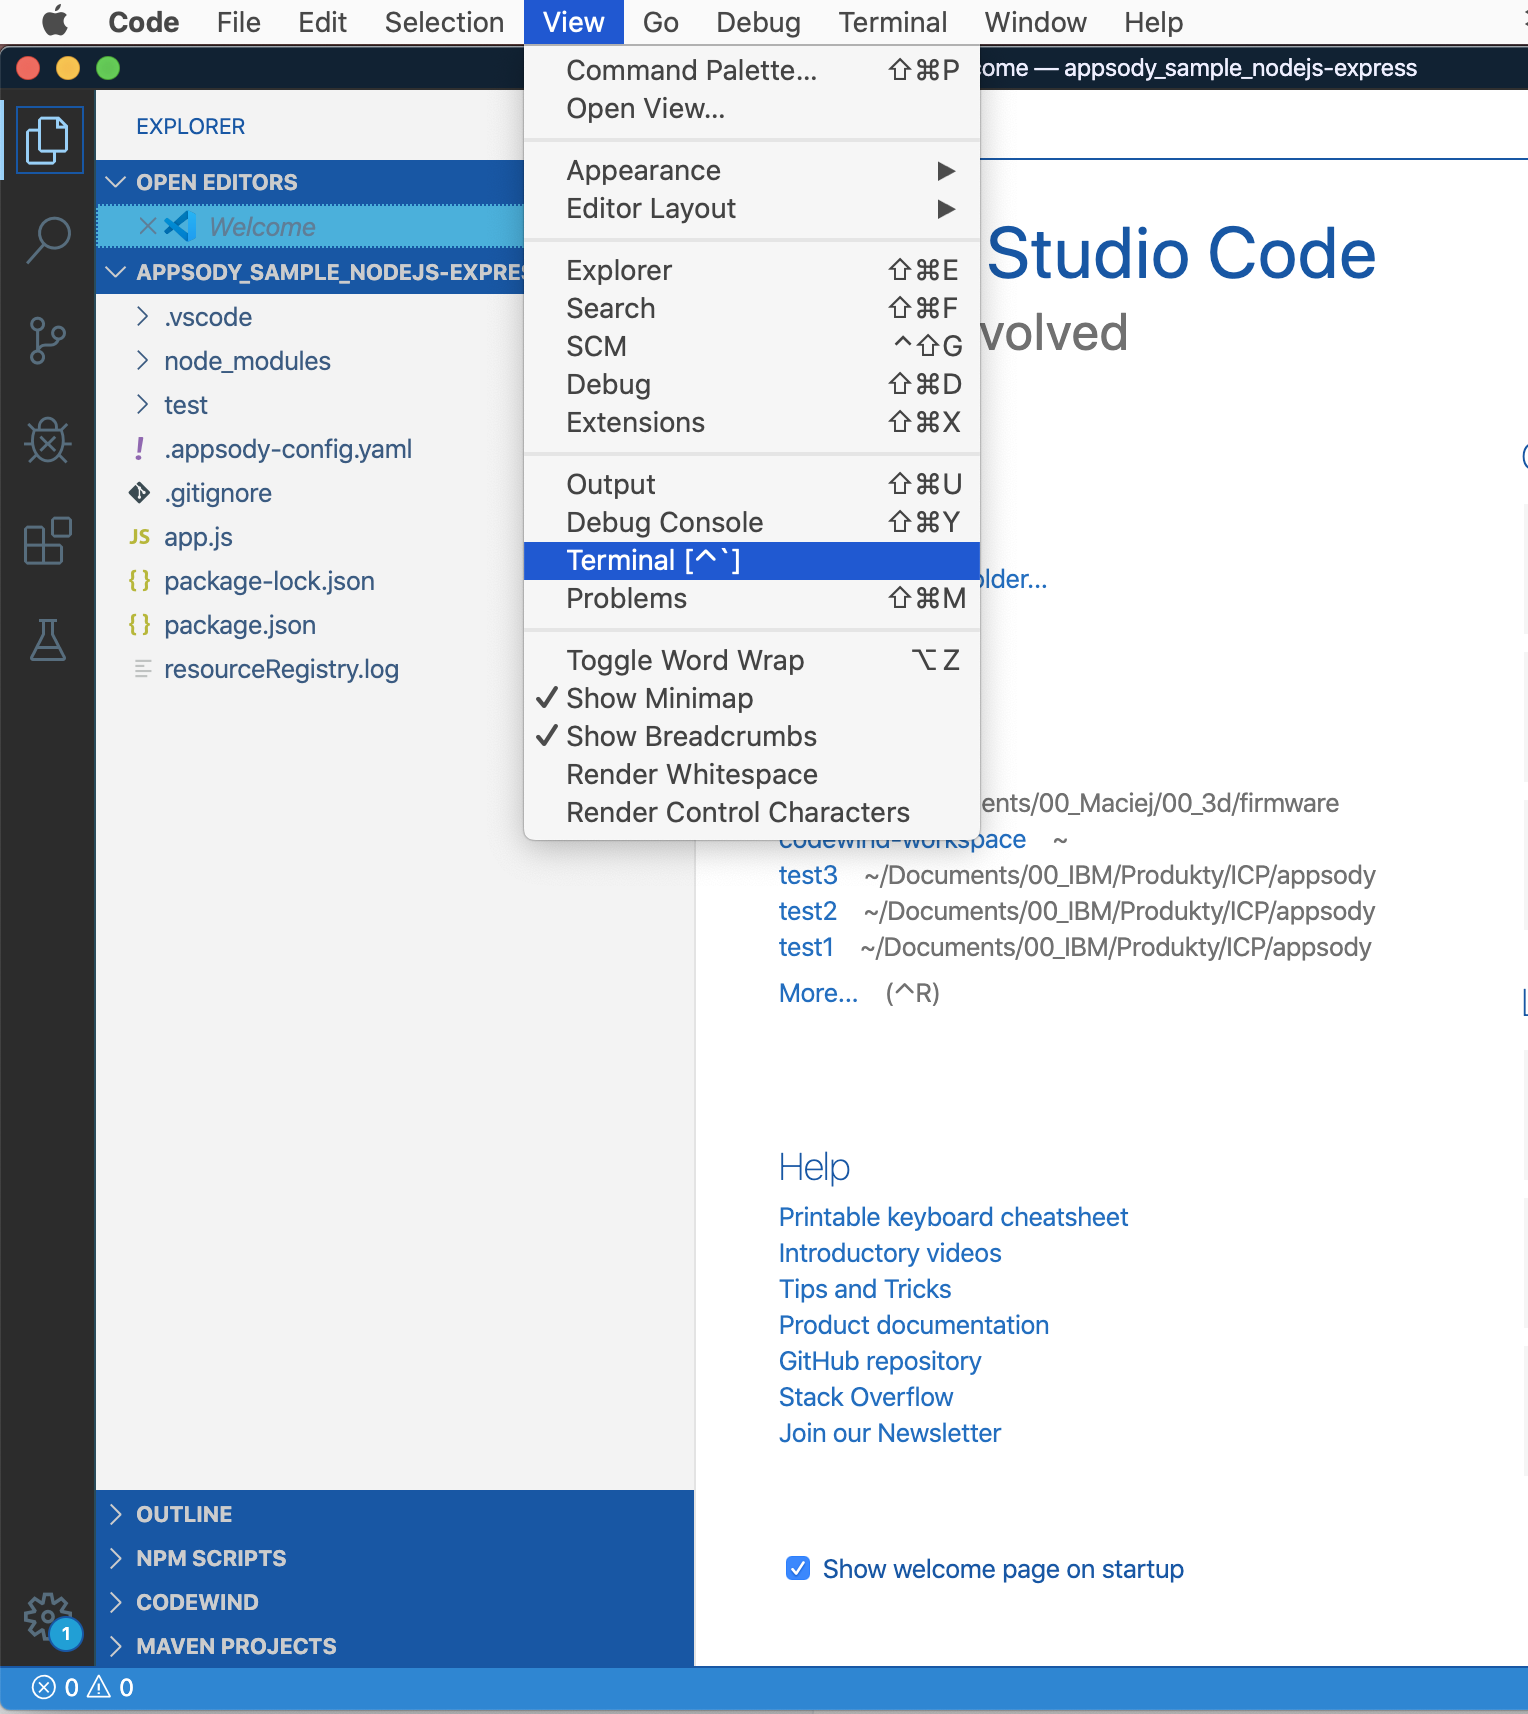 Code File Edit Selection View Go Debug Terminal Window Help
come — appsody_sample_nodejs-express
EXPLORER
OPEN EDITORS
Welcome
APPSODY_SAMPLE_NODEJS-EXPRES
.vscode
node_modules
test
! .appsody-config.yaml
.gitignore
JS app.js
{ } package-lock.json
{ } package.json
resourceRegistry.log
OUTLINE
NPM SCRIPTS
CODEWIND
MAVEN PROJECTS
1
0 0
Command Palette... ⇧⌘P
Open View...
Appearance ▶
Editor Layout ▶
Explorer ⇧⌘E
Search ⇧⌘F
SCM ^⇧G
Debug ⇧⌘D
Extensions ⇧⌘X
Output ⇧⌘U
Debug Console ⇧⌘Y
Terminal [^`]
Problems ⇧⌘M
Toggle Word Wrap ⌥Z
✓ Show Minimap
✓ Show Breadcrumbs
Render Whitespace
Render Control Characters
Studio Code
volved
older...
ents/00_Maciej/00_3d/firmware
codewind-workspace ~
test3 ~/Documents/00_IBM/Produkty/ICP/appsody
test2 ~/Documents/00_IBM/Produkty/ICP/appsody
test1 ~/Documents/00_IBM/Produkty/ICP/appsody
More... (^R)
Help
Printable keyboard cheatsheet
Introductory videos
Tips and Tricks
Product documentation
GitHub repository
Stack Overflow
Join our Newsletter
Show welcome page on startup